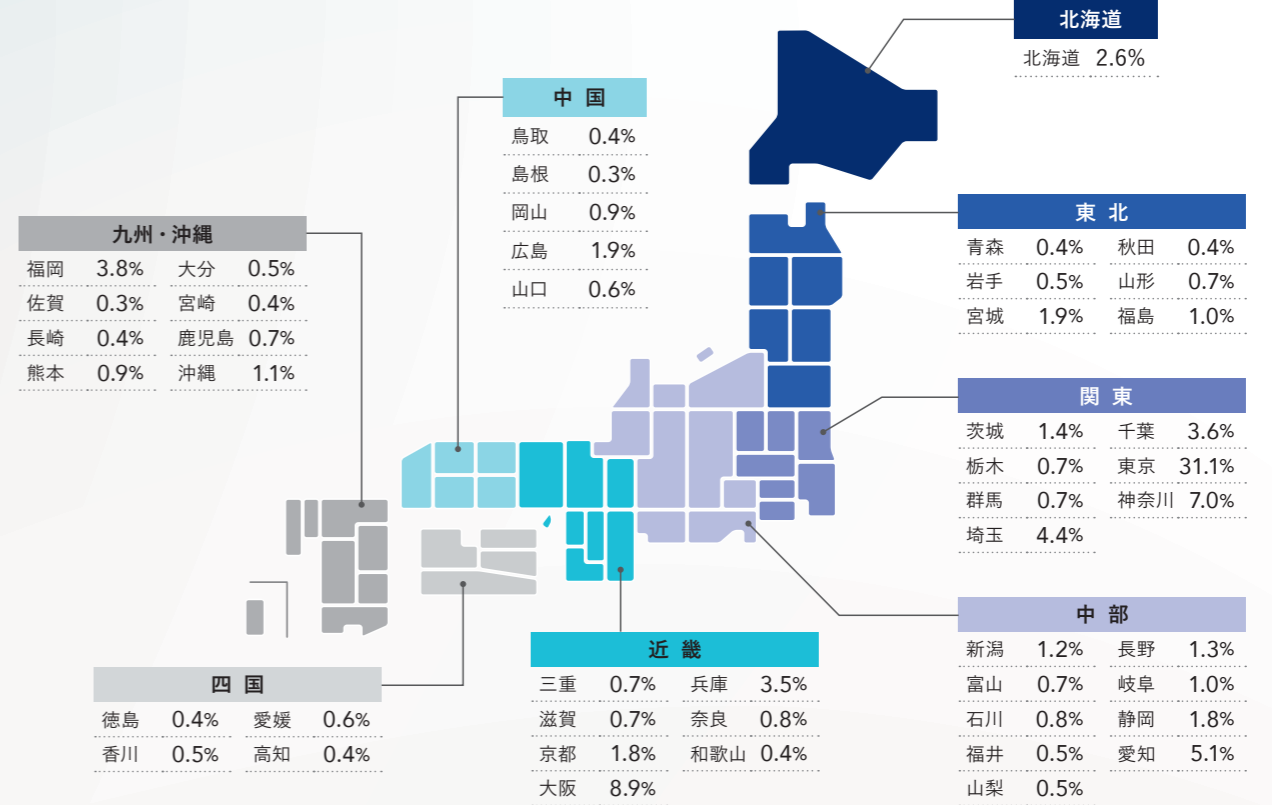 北海道
北海道 2.6%
中国
鳥取 0.4%
島根 0.3%
岡山 0.9%
広島 1.9%
山口 0.6%
東北
青森 0.4% 秋田 0.4%
岩手 0.5% 山形 0.7%
宮城 1.9% 福島 1.0%
九州・沖縄
福岡 3.8% 大分 0.5%
佐賀 0.3% 宮崎 0.4%
長崎 0.4% 鹿児島 0.7%
熊本 0.9% 沖縄 1.1%
関東
茨城 1.4% 千葉 3.6%
栃木 0.7% 東京 31.1%
群馬 0.7% 神奈川 7.0%
埼玉 4.4%
中部
新潟 1.2% 長野 1.3%
富山 0.7% 岐阜 1.0%
石川 0.8% 静岡 1.8%
福井 0.5% 愛知 5.1%
山梨 0.5%
近畿
三重 0.7% 兵庫 3.5%
滋賀 0.7% 奈良 0.8%
京都 1.8% 和歌山 0.4%
大阪 8.9%
四国
徳島 0.4% 愛媛 0.6%
香川 0.5% 高知 0.4%